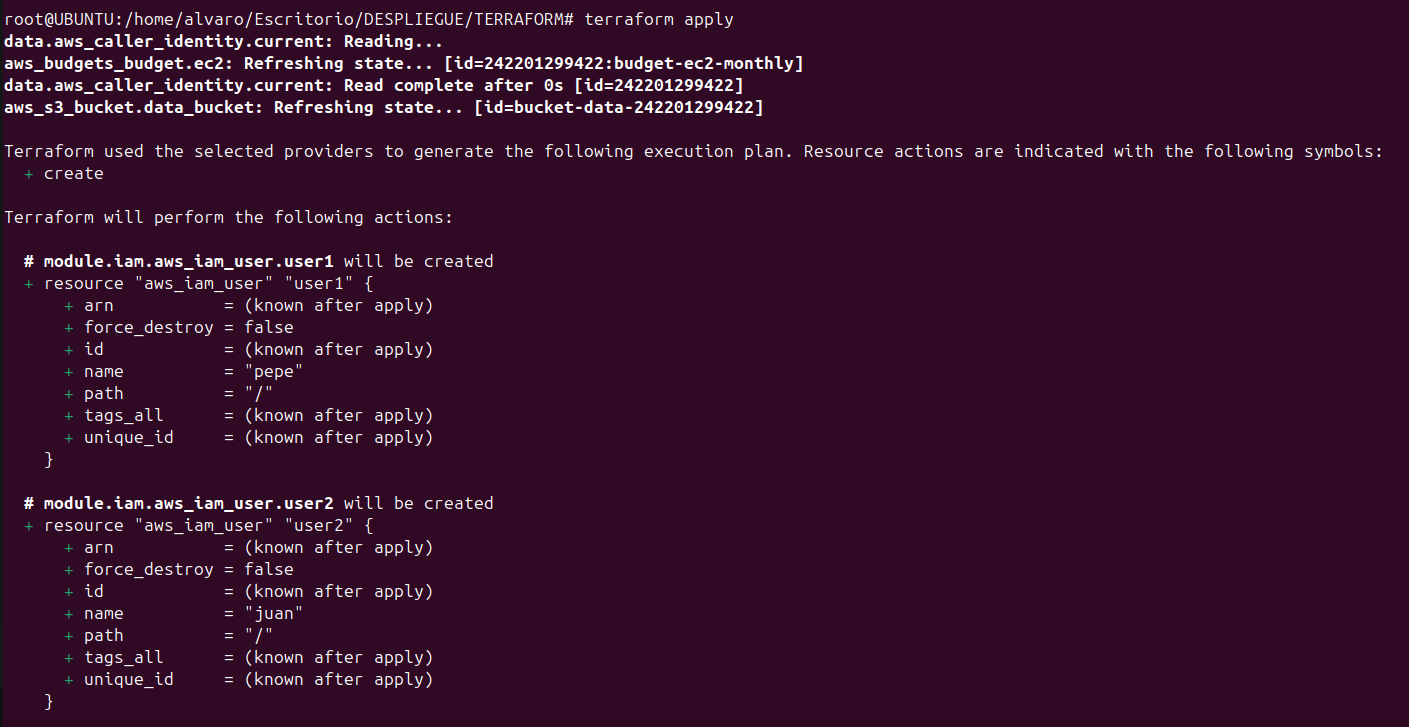 root@UBUNTU:/home/alvaro/Escritorio/DESPLIEGUE/TERRAFORM# terraform apply
data.aws_caller_identity.current: Reading...
aws_budgets_budget.ec2: Refreshing state... [id=242201299422:budget-ec2-monthly]
data.aws_caller_identity.current: Read complete after 0s [id=242201299422]
aws_s3_bucket.data_bucket: Refreshing state... [id=bucket-data-242201299422]

Terraform used the selected providers to generate the following execution plan. Resource actions are indicated with the following symbols:
  + create

Terraform will perform the following actions:

  # module.iam.aws_iam_user.user1 will be created
  + resource "aws_iam_user" "user1" {
      + arn           = (known after apply)
      + force_destroy = false
      + id            = (known after apply)
      + name          = "pepe"
      + path          = "/"
      + tags_all      = (known after apply)
      + unique_id     = (known after apply)
    }

  # module.iam.aws_iam_user.user2 will be created
  + resource "aws_iam_user" "user2" {
      + arn           = (known after apply)
      + force_destroy = false
      + id            = (known after apply)
      + name          = "juan"
      + path          = "/"
      + tags_all      = (known after apply)
      + unique_id     = (known after apply)
    }